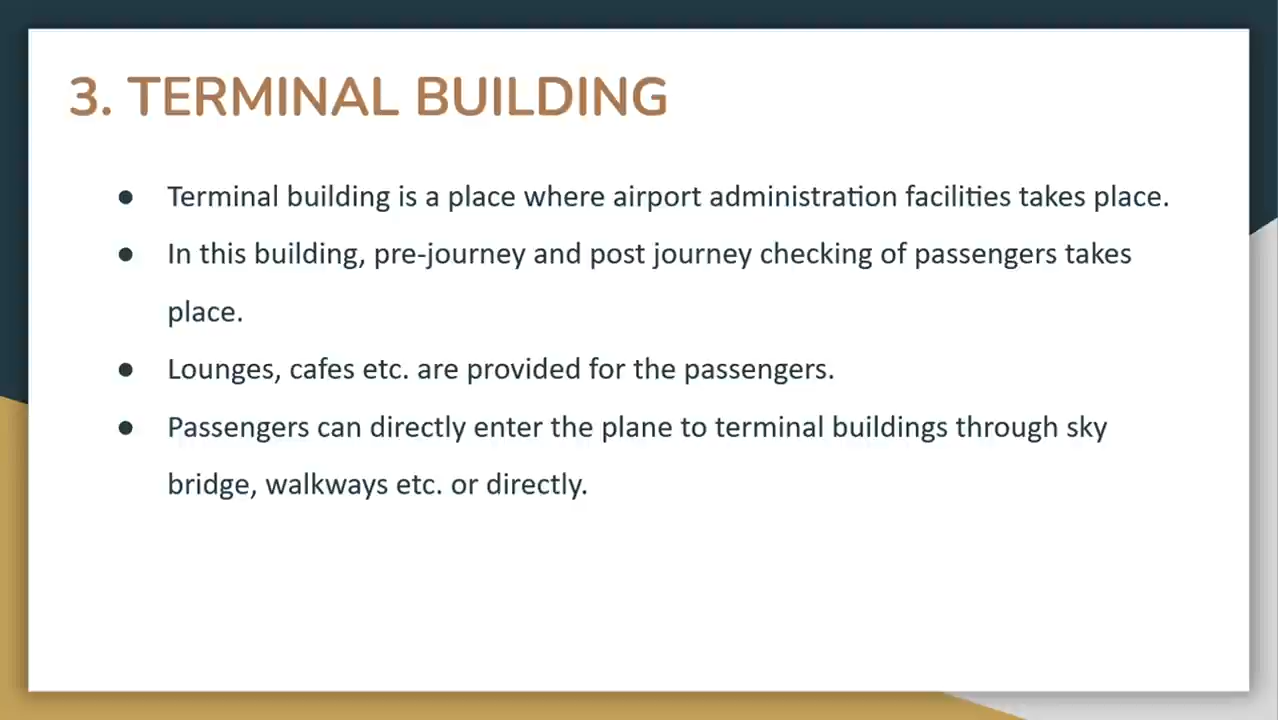 3. TERMINAL BUILDING
● Terminal building is a place where airport administration facilities takes place.
● In this building, pre-journey and post journey checking of passengers takes
place.
● Lounges, cafes etc. are provided for the passengers.
● Passengers can directly enter the plane to terminal buildings through sky
bridge, walkways etc. or directly.